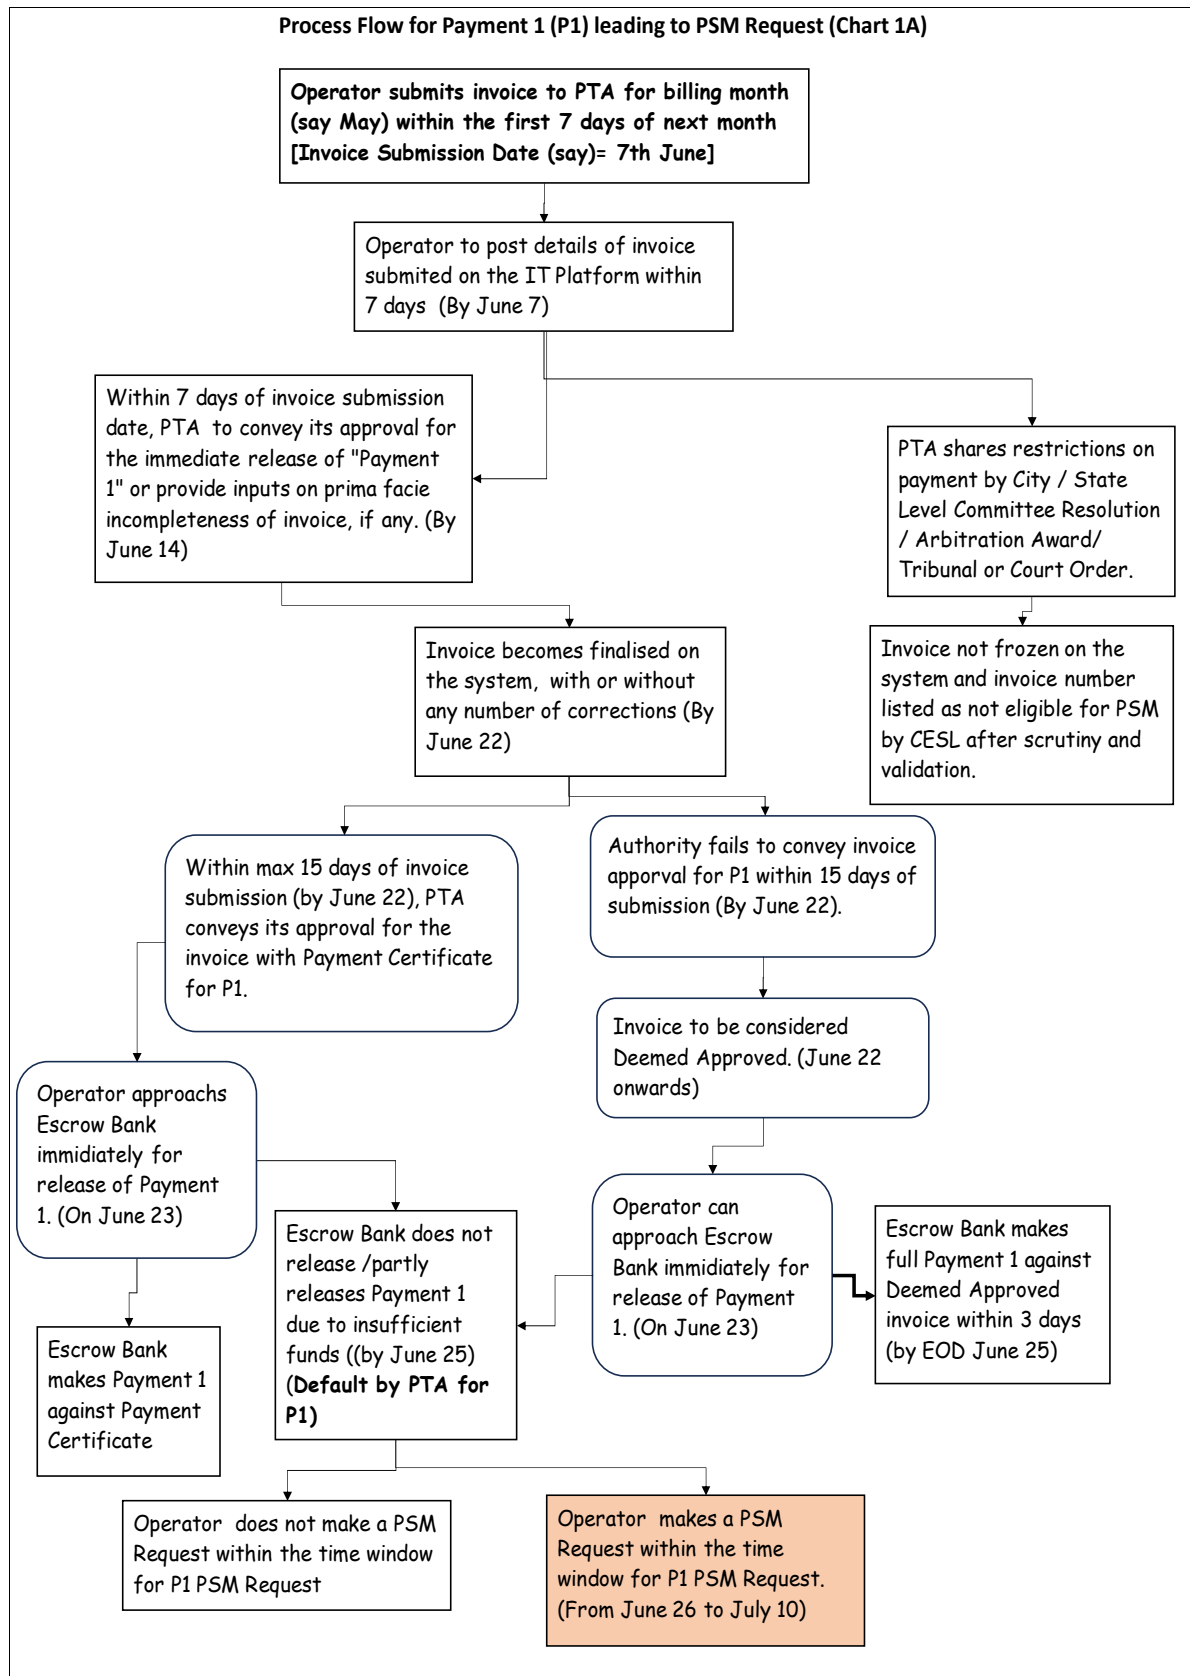 Process Flow for Payment 1 (P1) leading to PSM Request (Chart 1A)
Operator submits invoice to PTA for billing month
(say May) within the first 7 days of next month
[Invoice Submission Date (say)= 7th June]
Operator to post details of invoice
submited on the IT Platform within
7 days (By June 7)
Within 7 days of invoice submission
date, PTA to convey its approval for
the immediate release of "Payment
1" or provide inputs on prima facie
incompleteness of invoice, if any. (By
June 14)
PTA shares restrictions on
payment by City / State
Level Committee Resolution
/ Arbitration Award/
Tribunal or Court Order.
Invoice becomes finalised on
the system, with or without
any number of corrections (By
June 22)
Invoice not frozen on the
system and invoice number
listed as not eligible for PSM
by CESL after scrutiny and
validation.
Within max 15 days of invoice
submission (by June 22), PTA
conveys its approval for the
invoice with Payment Certificate
for P1.
Authority fails to convey invoice
apporval for P1 within 15 days of
submission (By June 22).
Invoice to be considered
Deemed Approved. (June 22
onwards)
Operator approachs
Escrow Bank
immidiately for
release of Payment
1. (On June 23)
Escrow Bank does not
release /partly
releases Payment 1
due to insufficient
funds ((by June 25)
(Default by PTA for
P1)
Operator can
approach Escrow
Bank immidiately for
release of Payment
1. (On June 23)
Escrow Bank makes
full Payment 1 against
Deemed Approved
invoice within 3 days
(by EOD June 25)
Escrow Bank
makes Payment 1
against Payment
Certificate
Operator does not make a PSM
Request within the time window
for P1 PSM Request
Operator makes a PSM
Request within the time
window for P1 PSM Request.
(From June 26 to July 10)